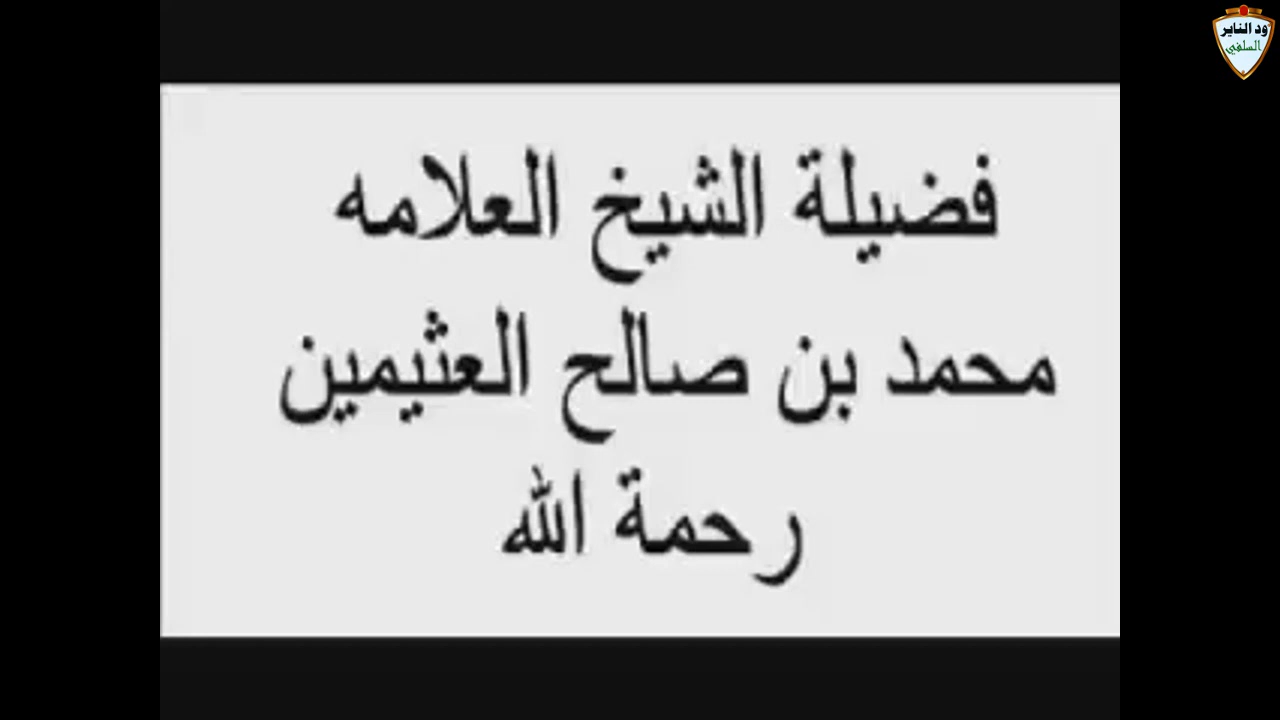 ود الناير
السلفي
فضيلة الشيخ العلامه
محمد بن صالح العثيمين
رحمة الله